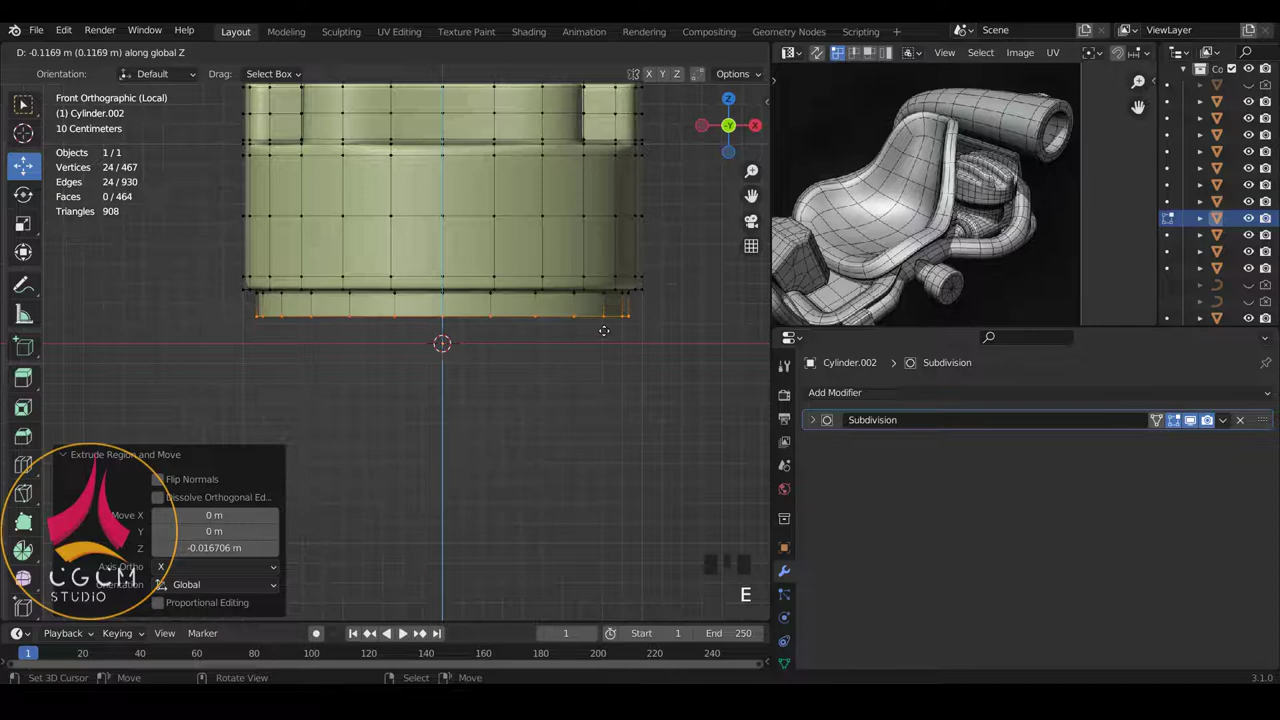 File Edit Render Window Help Layout Modeling Sculpting UV Editing Texture Paint Shading Animation Rendering Compositing Geometry Nodes Scripting Scene ViewLayer
D: -0.1169 m (0.1169 m) along global Z
View Select Image UV
Orientation: Default Drag: Select Box X Y Z Options
Co
Front Orthographic (Local)
(1) Cylinder.002
10 Centimeters
Objects 1/1
Vertices 24/467
Edges 24/930
Faces 0/464
Triangles 908
Z
-Y
X
Cylinder.002 Subdivision
Add Modifier
Subdivision
Extrude Region and Move
Flip Normals
Dissolve Orthogonal Ed...
Move X 0 m
Y 0 m
Z -0.016706 m
Axis Ortho X
Orientation Global
Proportional Editing
CGCM
STUDIO
E
Playback Keying View Marker 1 Start 1 End 250
1 20 40 60 80 100 120 140 160 180 200 220 240
Set 3D Cursor Move Rotate View Select Move 3.1.0